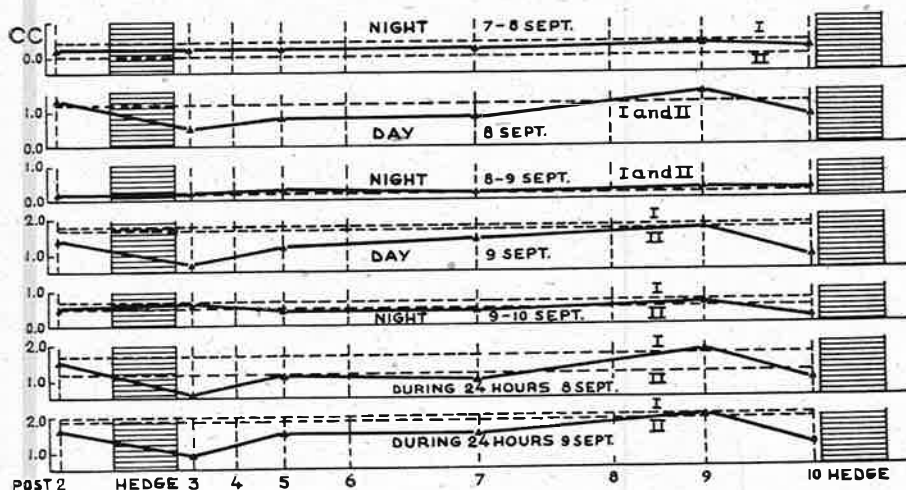 CC NIGHT 7-8 SEPT. I
0.0 II
1.0 I and II
0.0 DAY 8 SEPT.
1.0 NIGHT 8-9 SEPT. I and II
0.0
2.0 I
1.0 DAY 9 SEPT. II
1.0 I
0.0 NIGHT 9-10 SEPT. II
2.0 I
1.0 DURING 24 HOURS 8 SEPT. II
2.0 I
1.0 DURING 24 HOURS 9 SEPT. II
POST 2 HEDGE 3 4 5 6 7 8 9 10 HEDGE